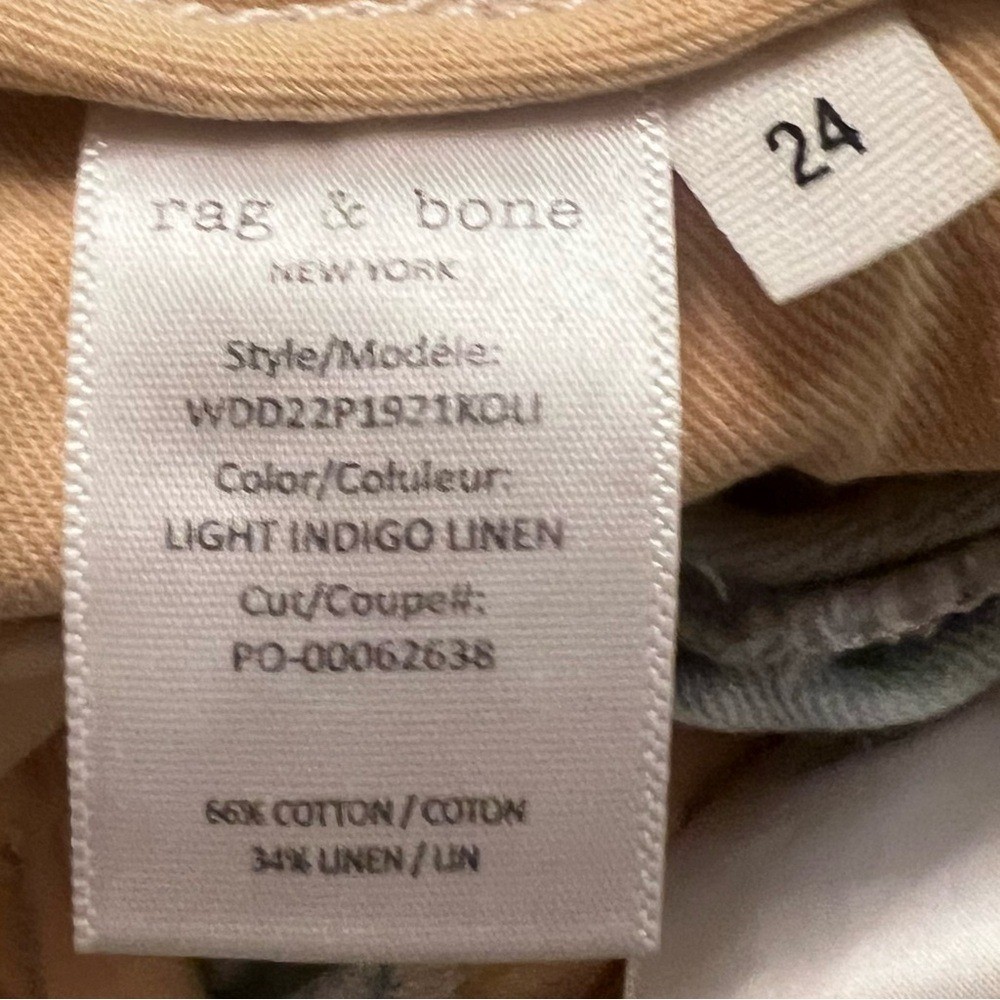 rag & bone
NEW YORK
Style/Modéle:
WDD22P1921KOLI
Color/Coluleur:
LIGHT INDIGO LINEN
Cut/Coupe#:
PO-00062638
66% COTTON / COTON
34% LINEN / LIN
24